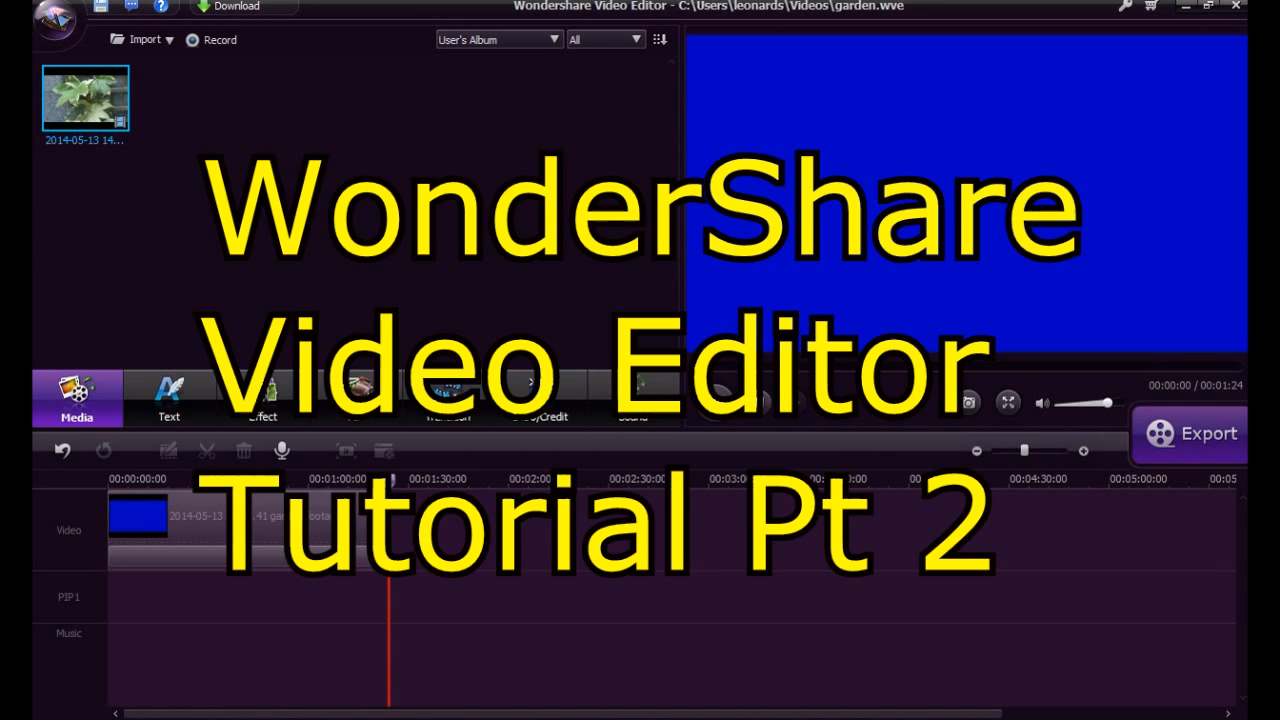 Download
Wondershare Video Editor - C:\Users\leonards\Videos\garden.wve
Import
Record
User's Album
All
2014-05-13 14...
WonderShare
Video Editor
Tutorial Pt 2
00:00:00 / 00:01:24
Media
Text
Export
00:00:00:00
00:01:00:00
00:01:30:00
00:02:30:00
00:04:30:00
00:05:00:00
00:05
Video
2014-05-13
PIP1
Music